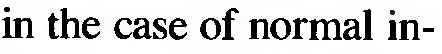 in the case of normal in-